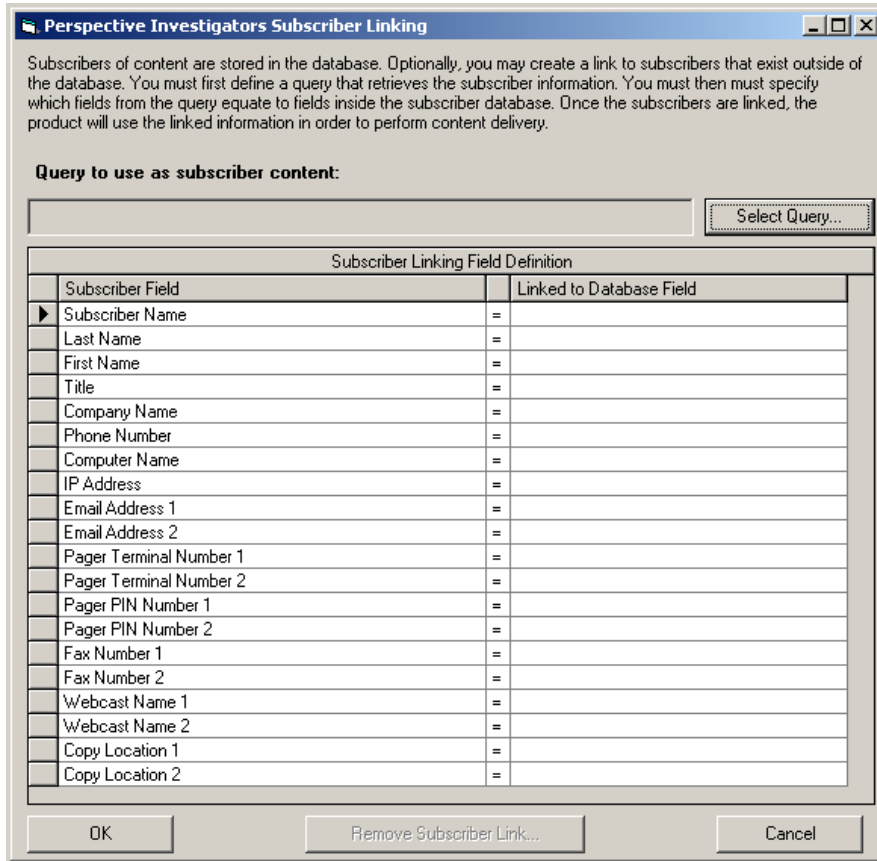 Perspective Investigators Subscriber Linking
Subscribers of content are stored in the database. Optionally, you may create a link to subscribers that exist outside of
the database. You must first define a query that retrieves the subscriber information. You must then must specify
which fields from the query equate to fields inside the subscriber database. Once the subscribers are linked, the
product will use the linked information in order to perform content delivery.
Query to use as subscriber content:
Select Query...
Subscriber Linking Field Definition
Subscriber Field Linked to Database Field
Subscriber Name =
Last Name =
First Name =
Title =
Company Name =
Phone Number =
Computer Name =
IP Address =
Email Address 1 =
Email Address 2 =
Pager Terminal Number 1 =
Pager Terminal Number 2 =
Pager PIN Number 1 =
Pager PIN Number 2 =
Fax Number 1 =
Fax Number 2 =
Webcast Name 1 =
Webcast Name 2 =
Copy Location 1 =
Copy Location 2 =
OK Remove Subscriber Link... Cancel